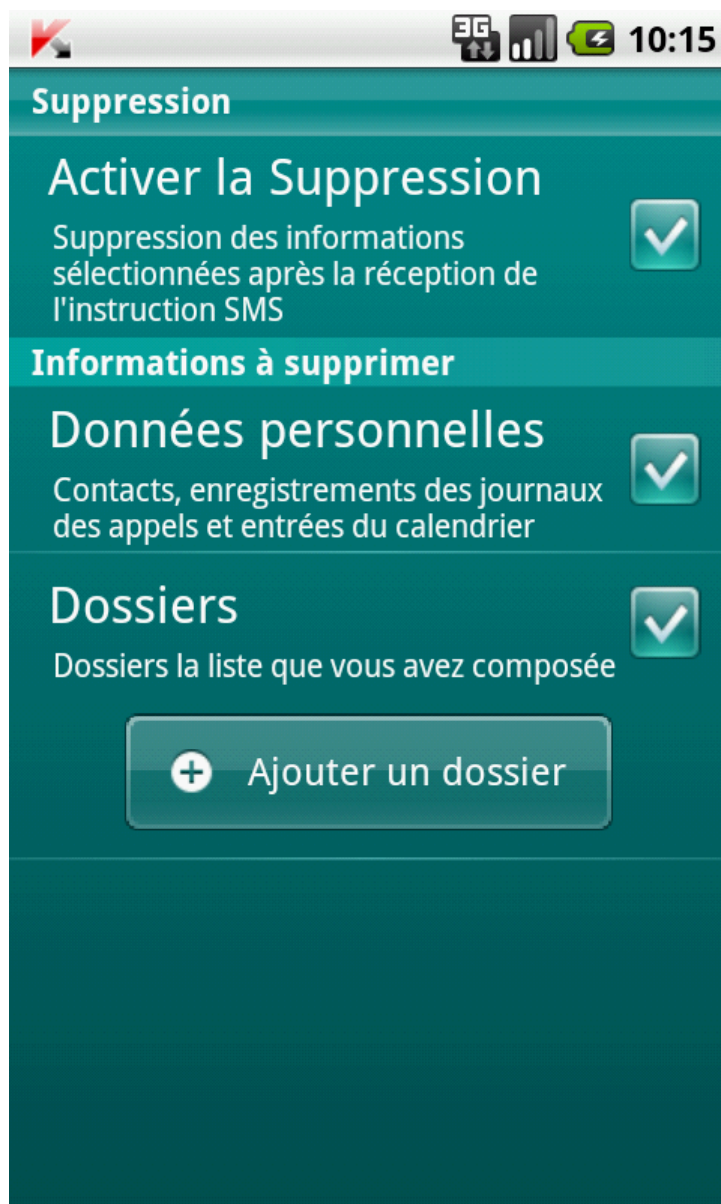 3G 10:15
Suppression
Activer la Suppression
Suppression des informations
sélectionnées après la réception de
l'instruction SMS
Informations à supprimer
Données personnelles
Contacts, enregistrements des journaux
des appels et entrées du calendrier
Dossiers
Dossiers la liste que vous avez composée
Ajouter un dossier